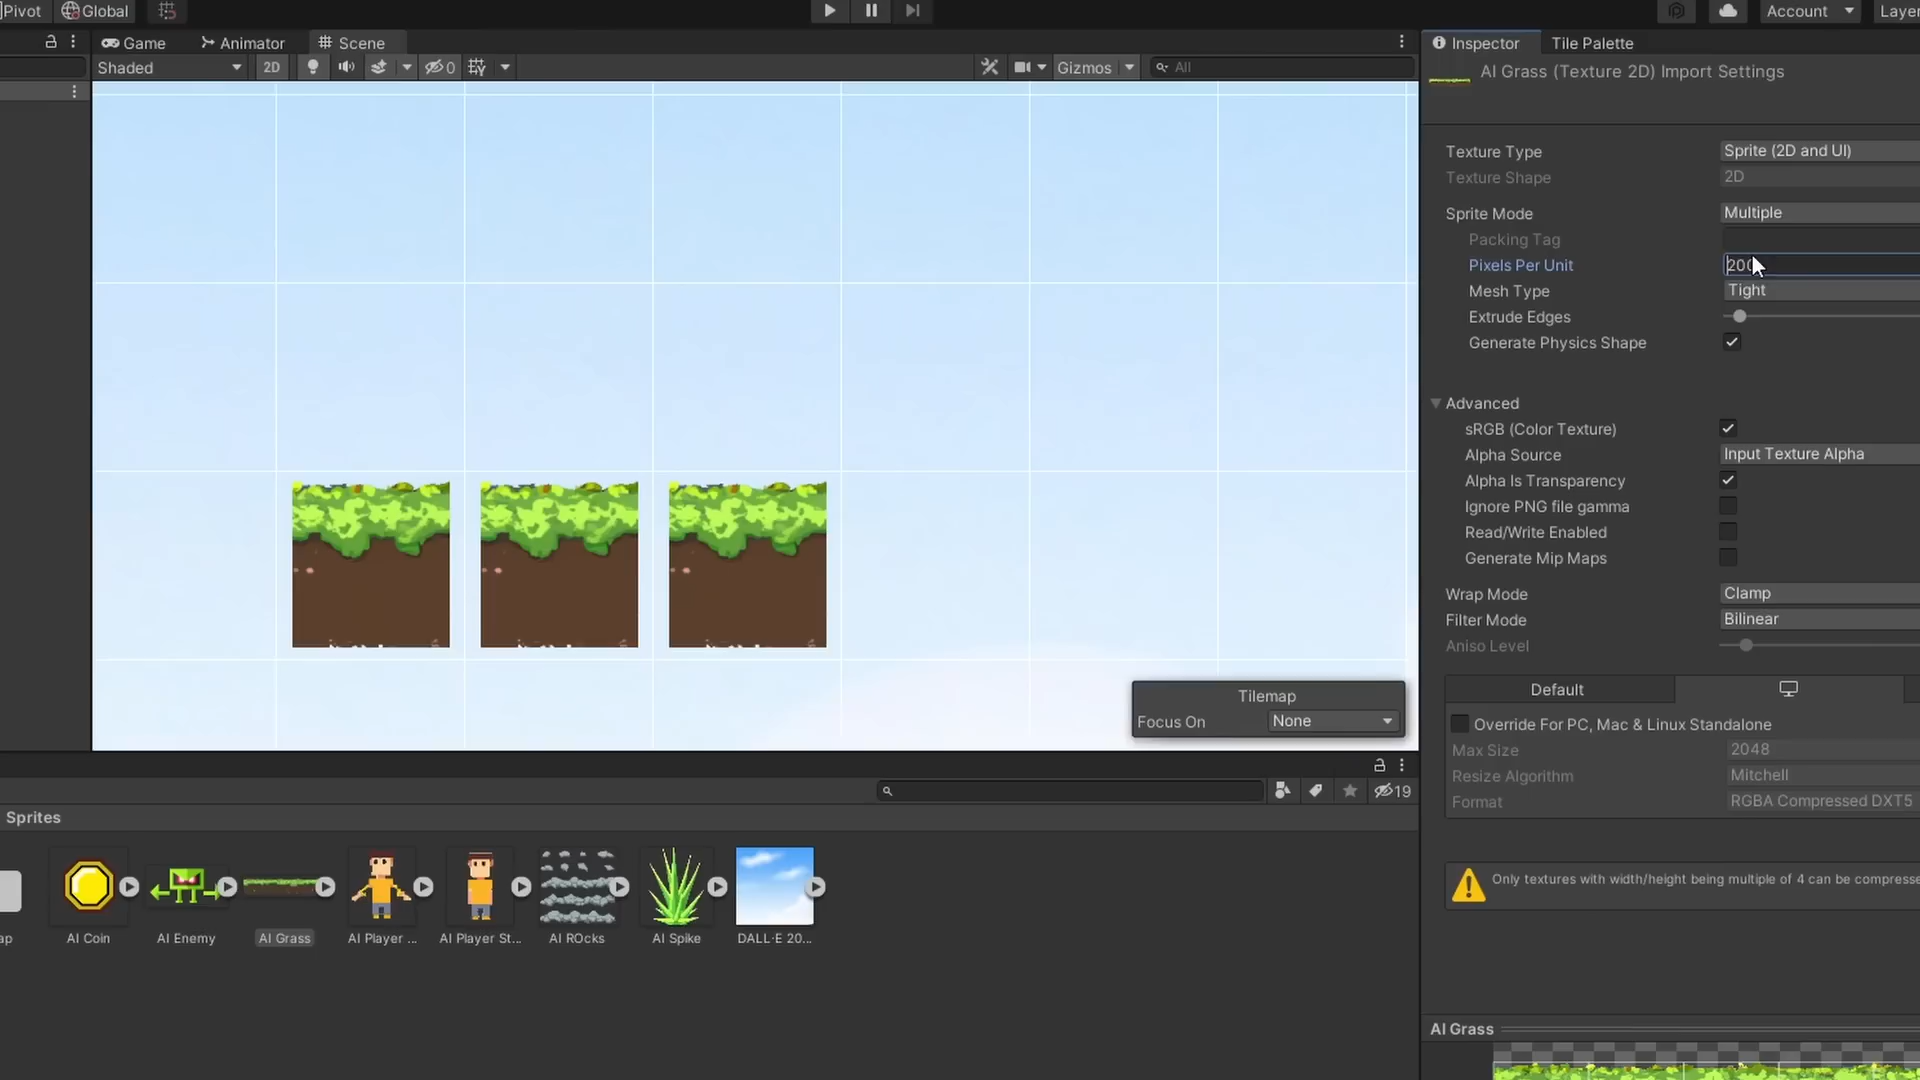 Pivot
Global
Account
Layer
Game
Animator
Scene
Inspector
Tile Palette
Shaded
2D
0
Gizmos
All
AI Grass (Texture 2D) Import Settings
Texture Type
Sprite (2D and UI)
Texture Shape
2D
Sprite Mode
Multiple
Packing Tag
Pixels Per Unit
200
Mesh Type
Tight
Extrude Edges
Generate Physics Shape
Advanced
sRGB (Color Texture)
Alpha Source
Input Texture Alpha
Alpha Is Transparency
Ignore PNG file gamma
Read/Write Enabled
Generate Mip Maps
Wrap Mode
Clamp
Filter Mode
Bilinear
Aniso Level
Default
Override For PC, Mac & Linux Standalone
Max Size
2048
Resize Algorithm
Mitchell
Format
RGBA Compressed DXT5
Only textures with width/height being multiple of 4 can be compresse
AI Grass
Tilemap
Focus On
None
19
Sprites
ap
AI Coin
AI Enemy
AI Grass
AI Player ...
AI Player St...
AI ROcks
AI Spike
DALL·E 20...